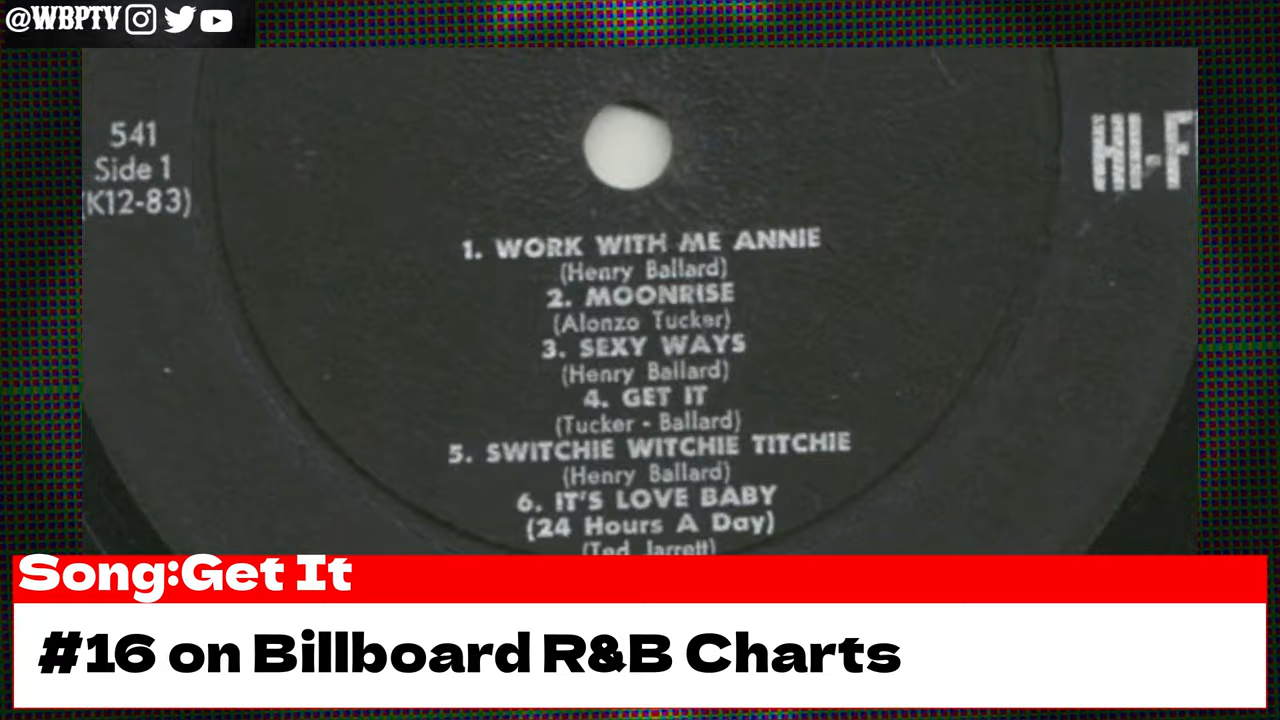 @WBPTV
541
Side 1
(K12-83)
HI-F
1. WORK WITH ME ANNIE
(Henry Ballard)
2. MOONRISE
(Alonzo Tucker)
3. SEXY WAYS
(Henry Ballard)
4. GET IT
(Tucker - Ballard)
5. SWITCHIE WITCHIE TITCHIE
(Henry Ballard)
6. IT'S LOVE BABY
(24 Hours A Day)
(Ted Jarrett)
Song:Get It
#16 on Billboard R&B Charts